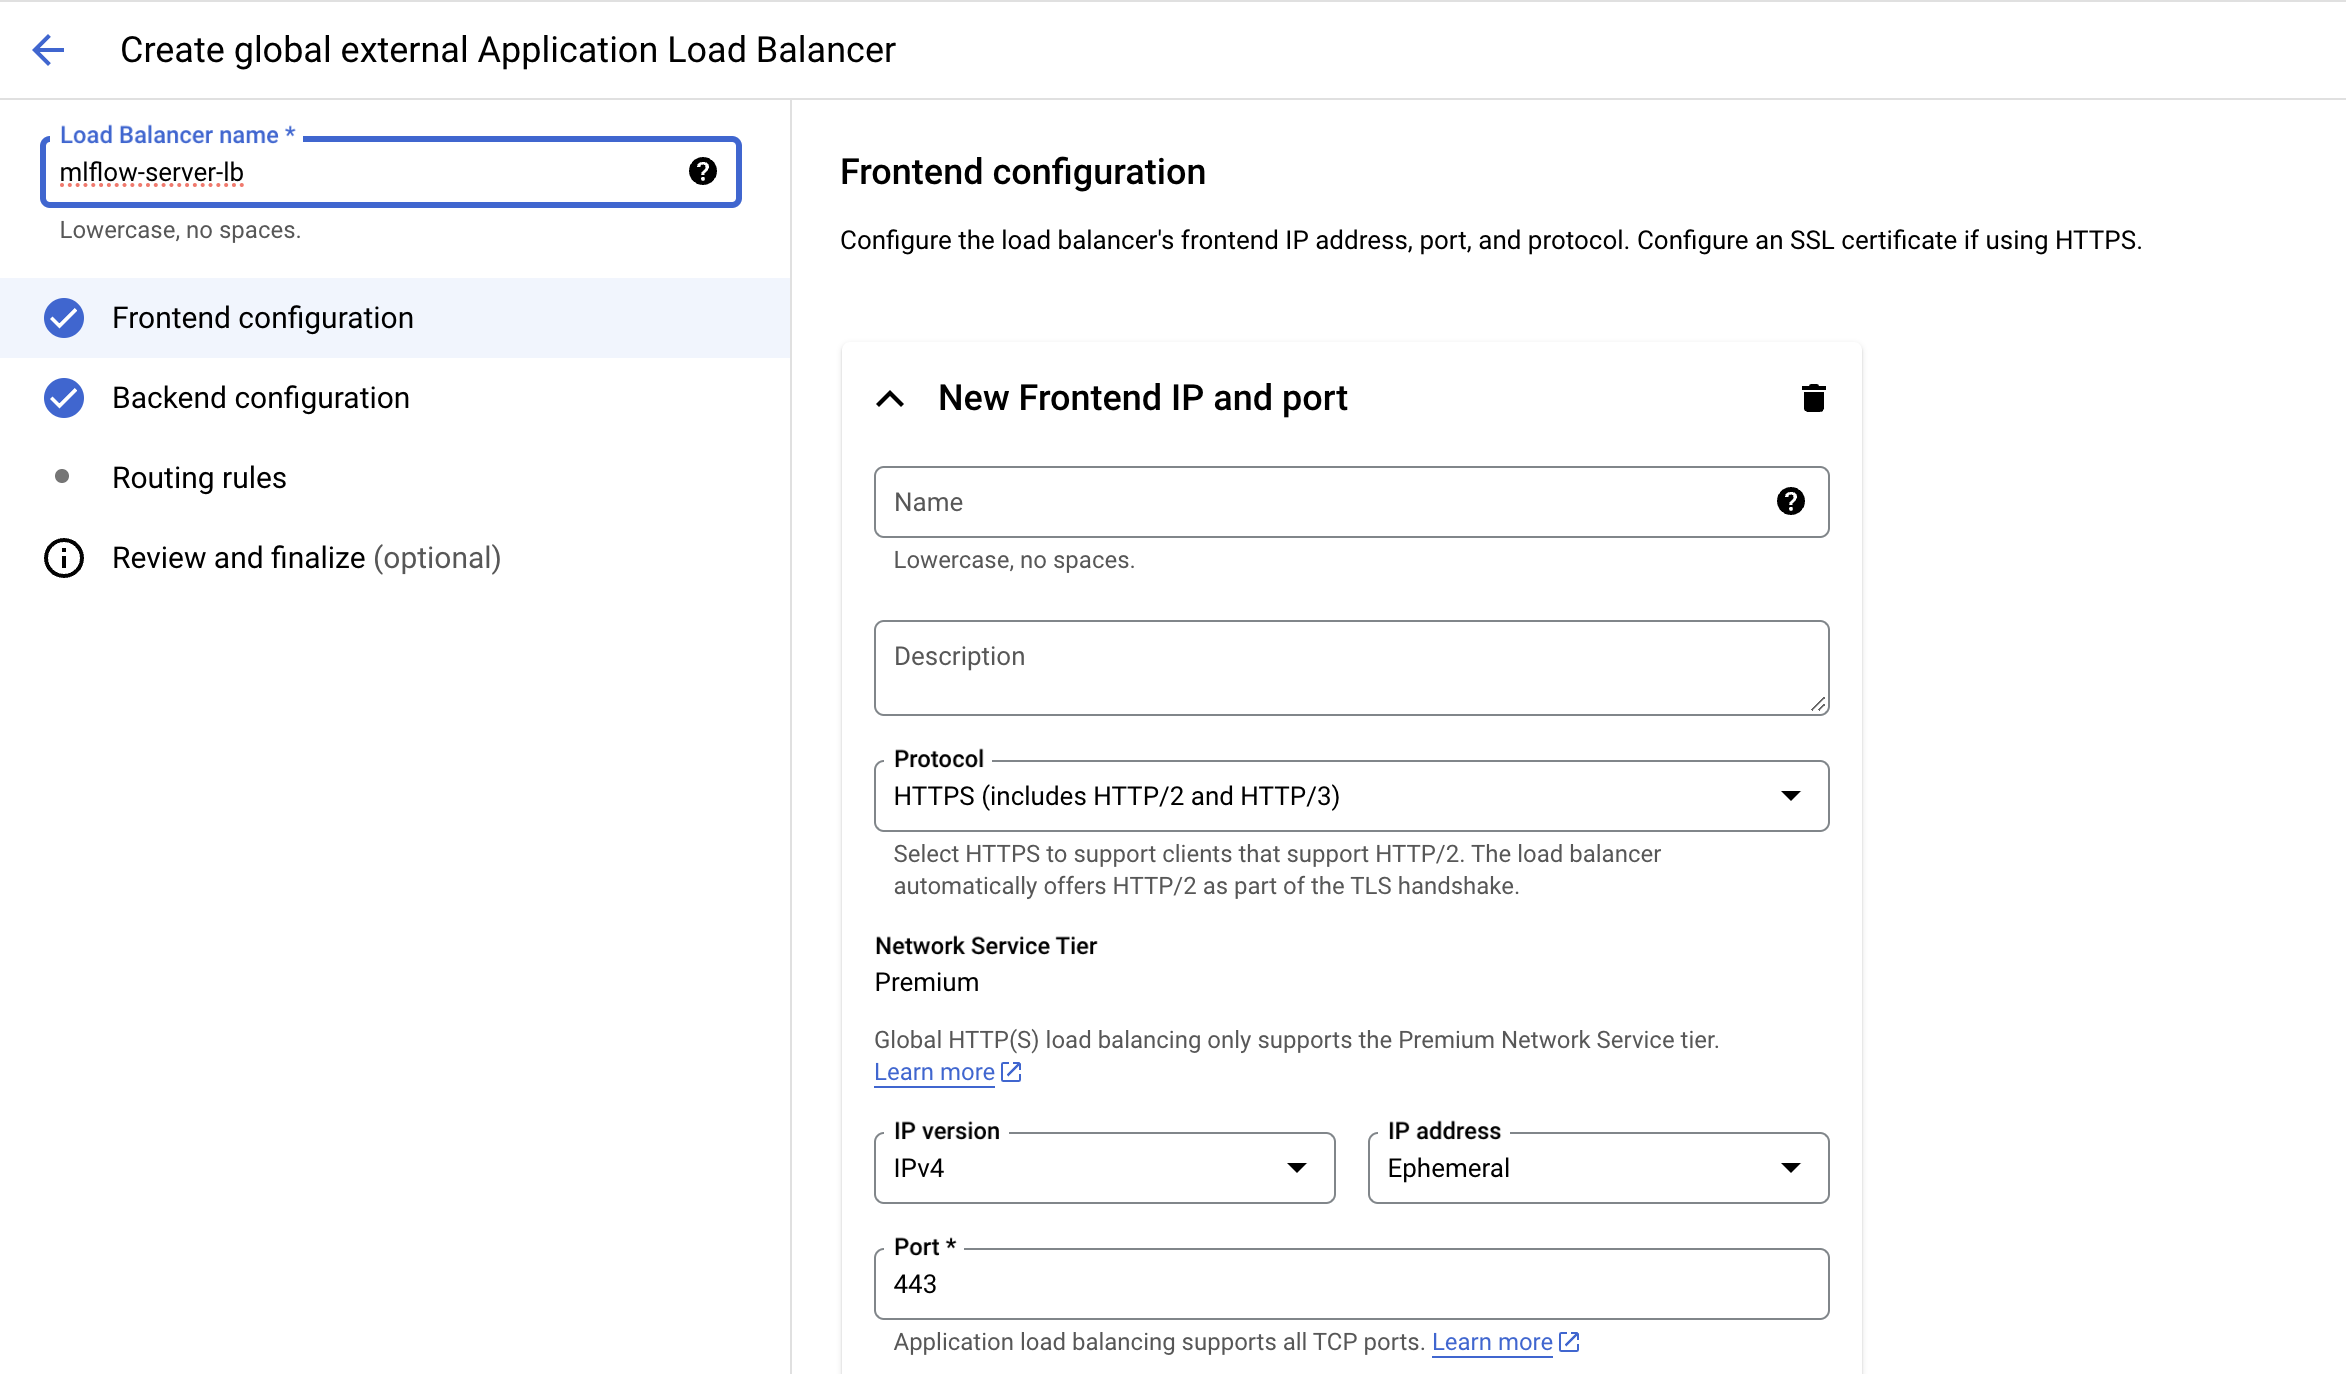 Create global external Application Load Balancer
Load Balancer name *
mlflow-server-lb
Lowercase, no spaces.
Frontend configuration
Backend configuration
Routing rules
Review and finalize (optional)
Frontend configuration
Configure the load balancer's frontend IP address, port, and protocol. Configure an SSL certificate if using HTTPS.
New Frontend IP and port
Name
Lowercase, no spaces.
Description
Protocol
HTTPS (includes HTTP/2 and HTTP/3)
Select HTTPS to support clients that support HTTP/2. The load balancer
automatically offers HTTP/2 as part of the TLS handshake.
Network Service Tier
Premium
Global HTTP(S) load balancing only supports the Premium Network Service tier.
Learn more
IP version
IPv4
IP address
Ephemeral
Port *
443
Application load balancing supports all TCP ports. Learn more